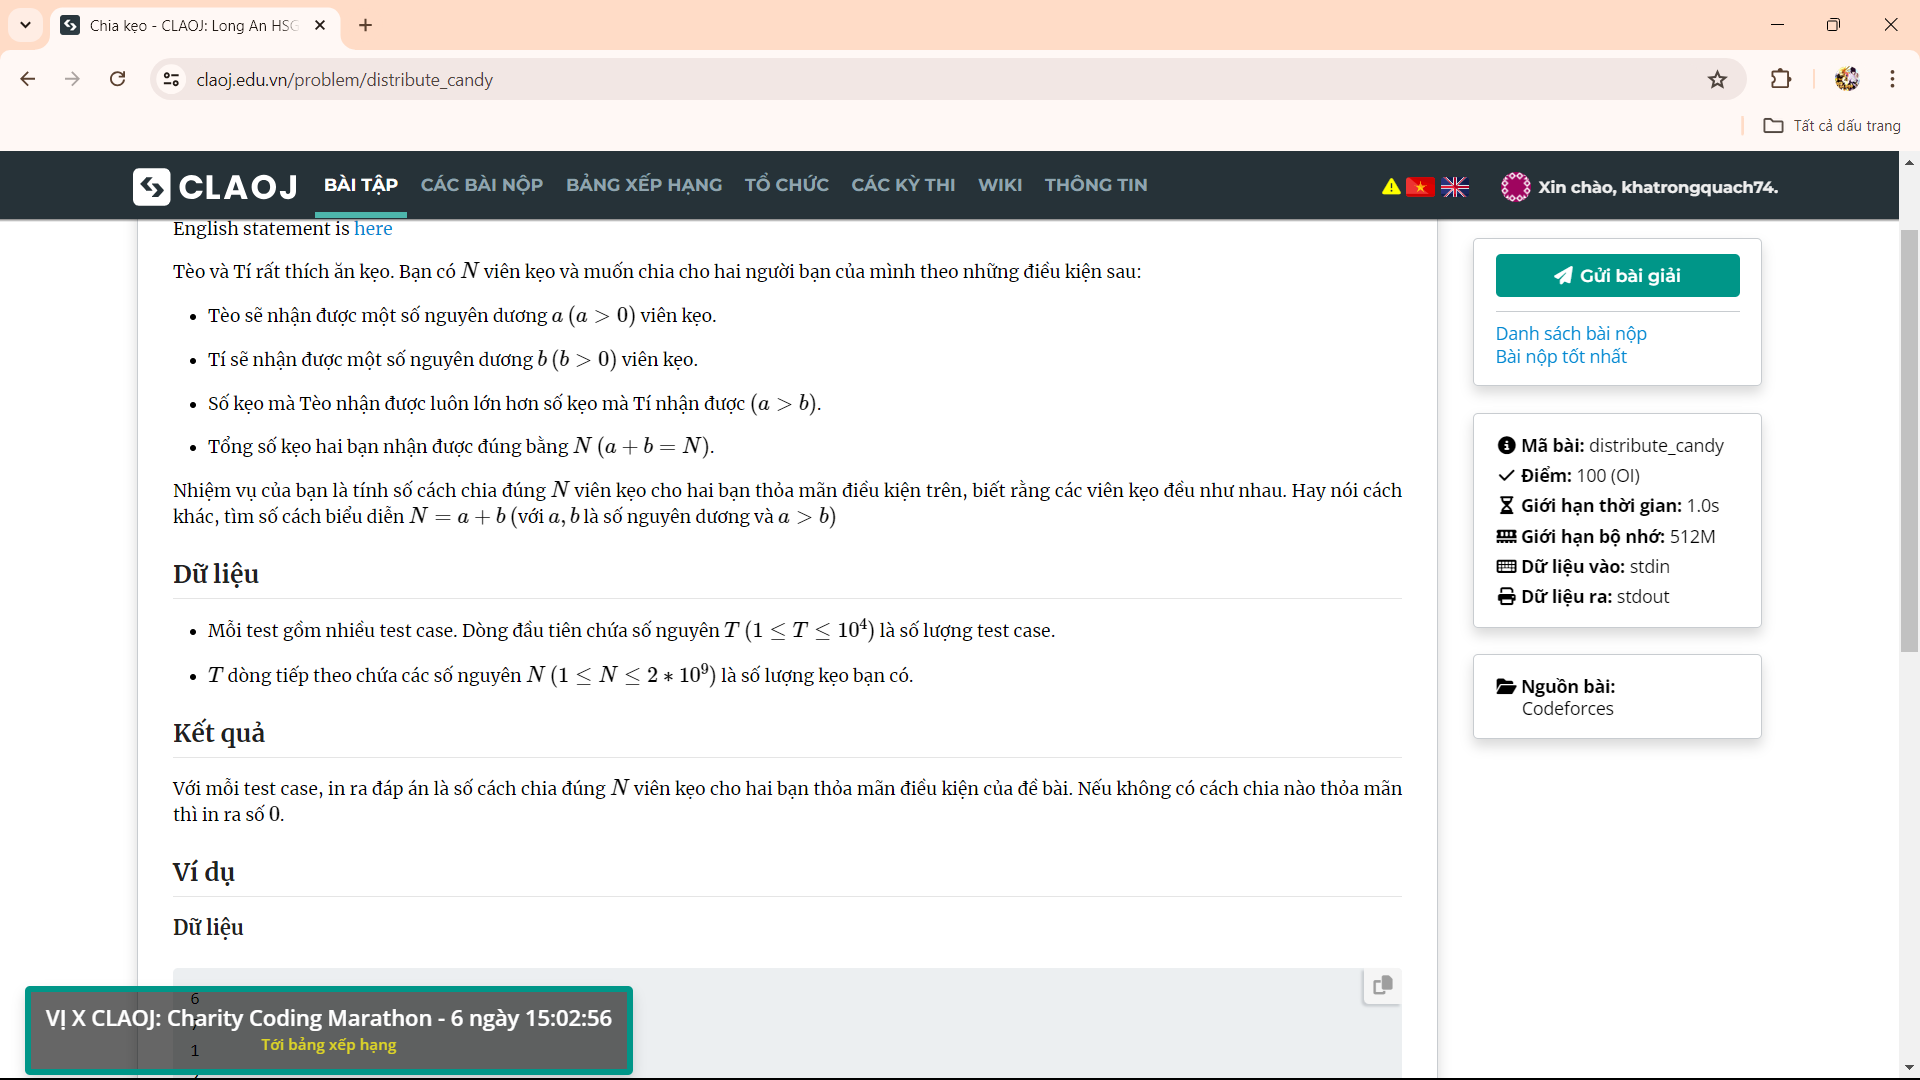 Chia kẹo - CLAOJ: Long An HSG
claoj.edu.vn/problem/distribute_candy
Tất cả dấu trang
CLAOJ
BÀI TẬP
CÁC BÀI NỘP
BẢNG XẾP HẠNG
TỔ CHỨC
CÁC KỲ THI
WIKI
THÔNG TIN
Xin chào, khatrongquach74.
English statement is here
Tèo và Tí rất thích ăn kẹo. Bạn có N viên kẹo và muốn chia cho hai người bạn của mình theo những điều kiện sau:
• Tèo sẽ nhận được một số nguyên dương a (a > 0) viên kẹo.
• Tí sẽ nhận được một số nguyên dương b (b > 0) viên kẹo.
• Số kẹo mà Tèo nhận được luôn lớn hơn số kẹo mà Tí nhận được (a > b).
• Tổng số kẹo hai bạn nhận được đúng bằng N (a + b = N).
Nhiệm vụ của bạn là tính số cách chia đúng N viên kẹo cho hai bạn thỏa mãn điều kiện trên, biết rằng các viên kẹo đều như nhau. Hay nói cách
khác, tìm số cách biểu diễn N = a + b (với a, b là số nguyên dương và a > b)
Dữ liệu
• Mỗi test gồm nhiều test case. Dòng đầu tiên chứa số nguyên T (1 ≤ T ≤ 10⁴) là số lượng test case.
• T dòng tiếp theo chứa các số nguyên N (1 ≤ N ≤ 2 * 10⁹) là số lượng kẹo bạn có.
Kết quả
Với mỗi test case, in ra đáp án là số cách chia đúng N viên kẹo cho hai bạn thỏa mãn điều kiện của đề bài. Nếu không có cách chia nào thỏa mãn
thì in ra số 0.
Ví dụ
Dữ liệu
6
1
VỊ X CLAOJ: Charity Coding Marathon - 6 ngày 15:02:56
Tới bảng xếp hạng
Gửi bài giải
Danh sách bài nộp
Bài nộp tốt nhất
Mã bài: distribute_candy
Điểm: 100 (OI)
Giới hạn thời gian: 1.0s
Giới hạn bộ nhớ: 512M
Dữ liệu vào: stdin
Dữ liệu ra: stdout
Nguồn bài:
Codeforces